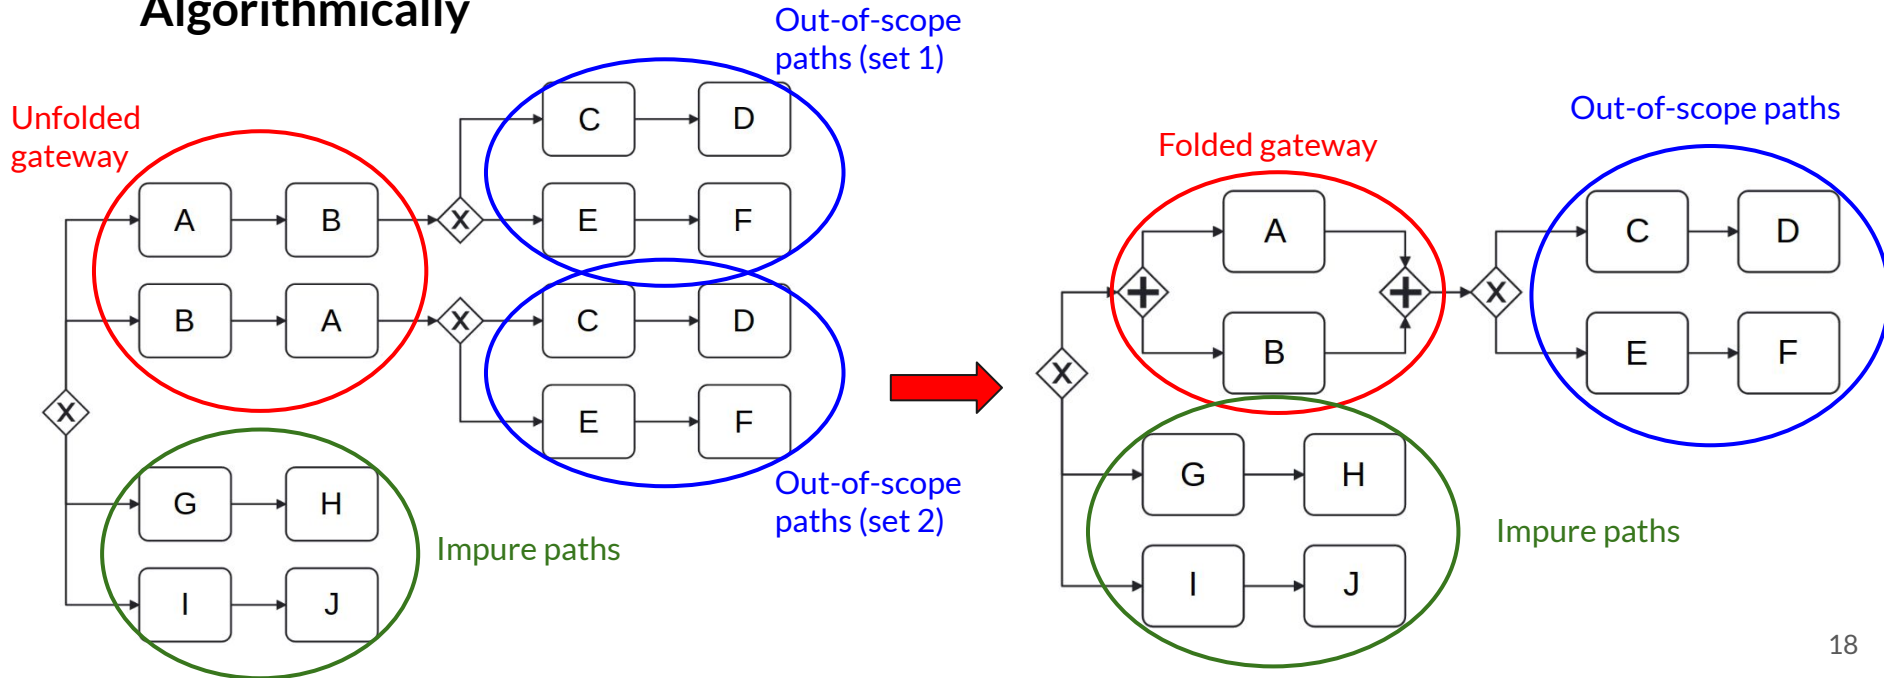 Algorithmically
Out-of-scope
paths (set 1)
Unfolded
gateway
C
D
A
B
X
E
F
B
A
X
C
D
X
E
F
G
H
Out-of-scope
paths (set 2)
Impure paths
I
J
Out-of-scope paths
Folded gateway
A
C
D
+
+
X
X
B
E
F
G
H
Impure paths
I
J
18